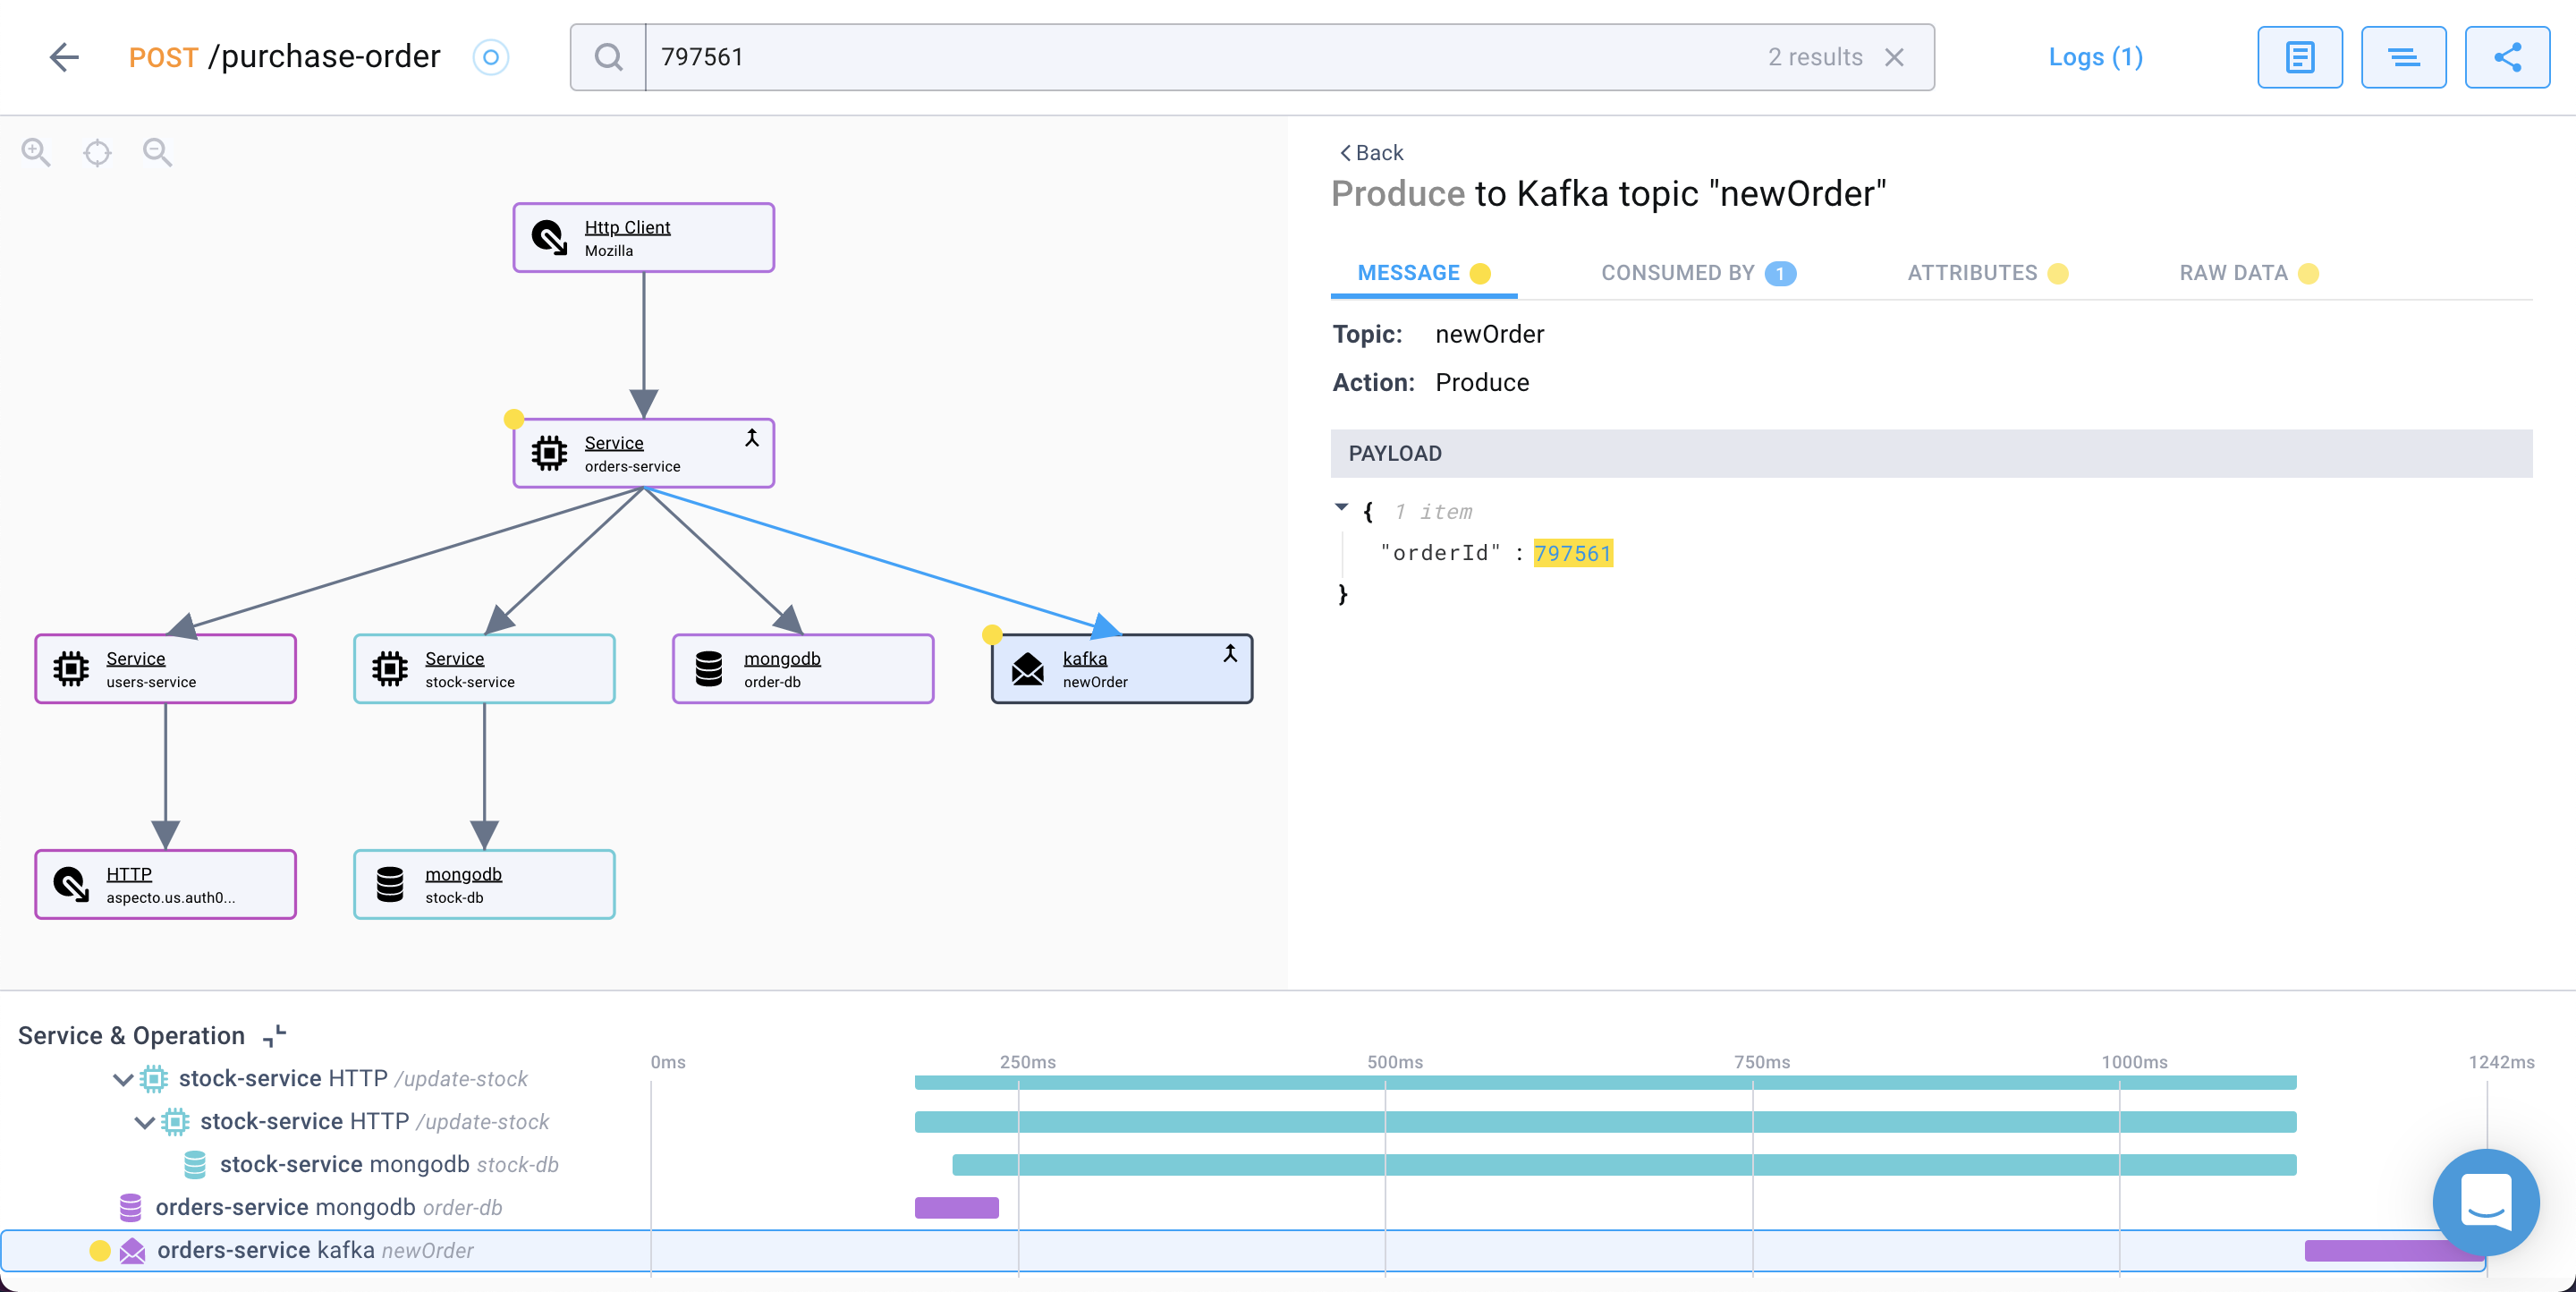 POST /purchase-order
797561
2 results
Logs (1)
Http Client
Mozilla
Service
orders-service
Service
users-service
Service
stock-service
mongodb
order-db
kafka
newOrder
HTTP
aspecto.us.auth0...
mongodb
stock-db
Back
Produce to Kafka topic "newOrder"
MESSAGE
CONSUMED BY 1
ATTRIBUTES
RAW DATA
Topic: newOrder
Action: Produce
PAYLOAD
{ 1 item
"orderId" : 797561
}
Service & Operation
0ms 250ms 500ms 750ms 1000ms 1242ms
stock-service HTTP /update-stock
stock-service HTTP /update-stock
stock-service mongodb stock-db
orders-service mongodb order-db
orders-service kafka newOrder